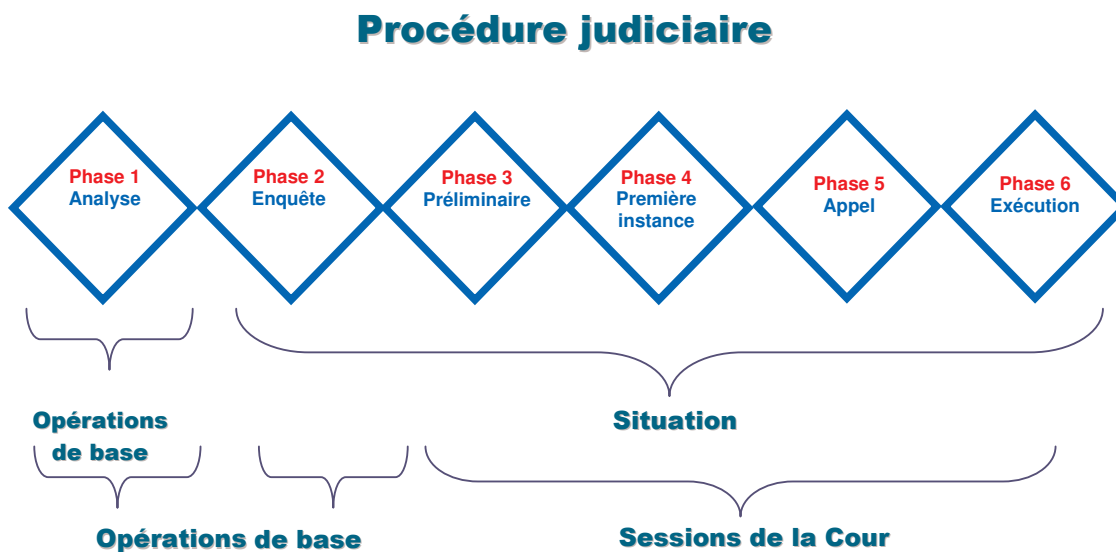 Procédure judiciaire
Phase 1
Analyse
Phase 2
Enquête
Phase 3
Préliminaire
Phase 4
Première
instance
Phase 5
Appel
Phase 6
Exécution
Opérations
de base
Situation
Opérations de base
Sessions de la Cour